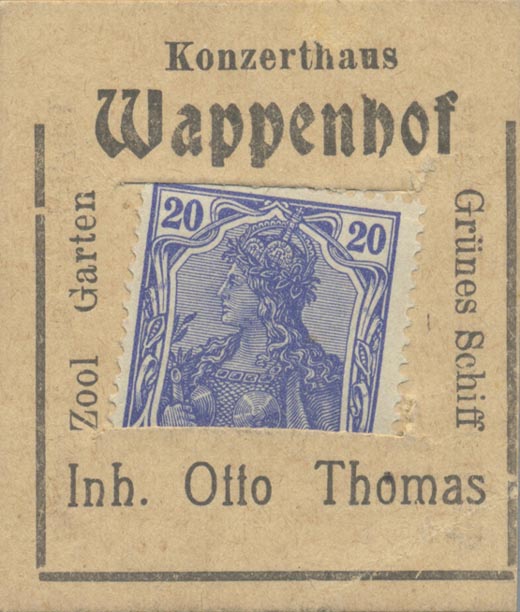 Konzerthaus
Wappenhof
Zool Garten
20 20
Grünes Schiff
Inh. Otto Thomas